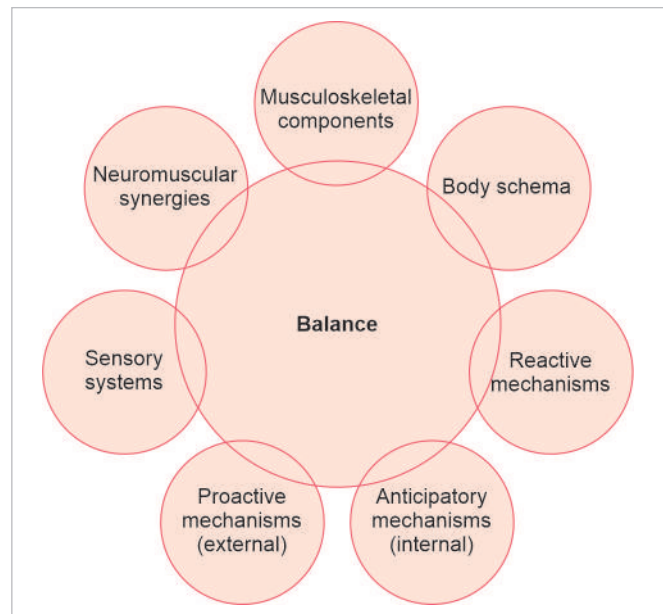 Musculoskeletal
components
Neuromuscular
synergies
Body schema
Balance
Sensory
systems
Reactive
mechanisms
Proactive
mechanisms
(external)
Anticipatory
mechanisms
(internal)